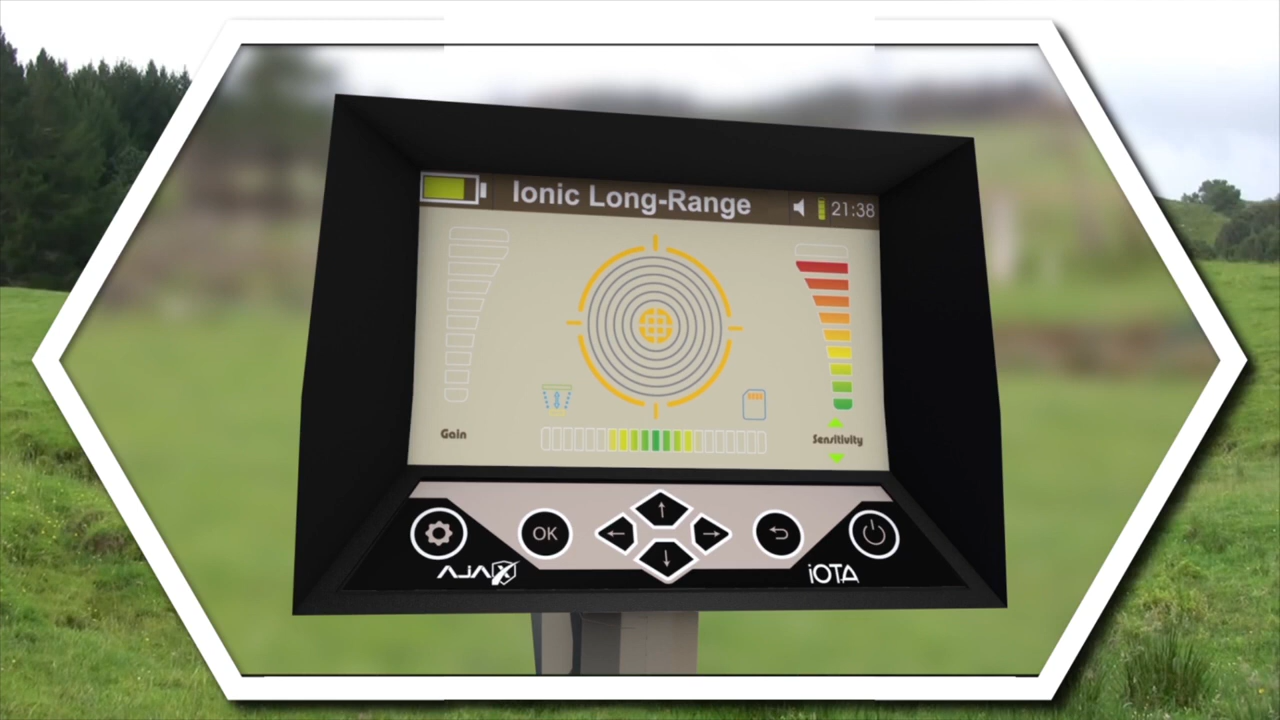 Ionic Long-Range
21:38
Gain
Sensitivity
OK
AJAX
iOTA